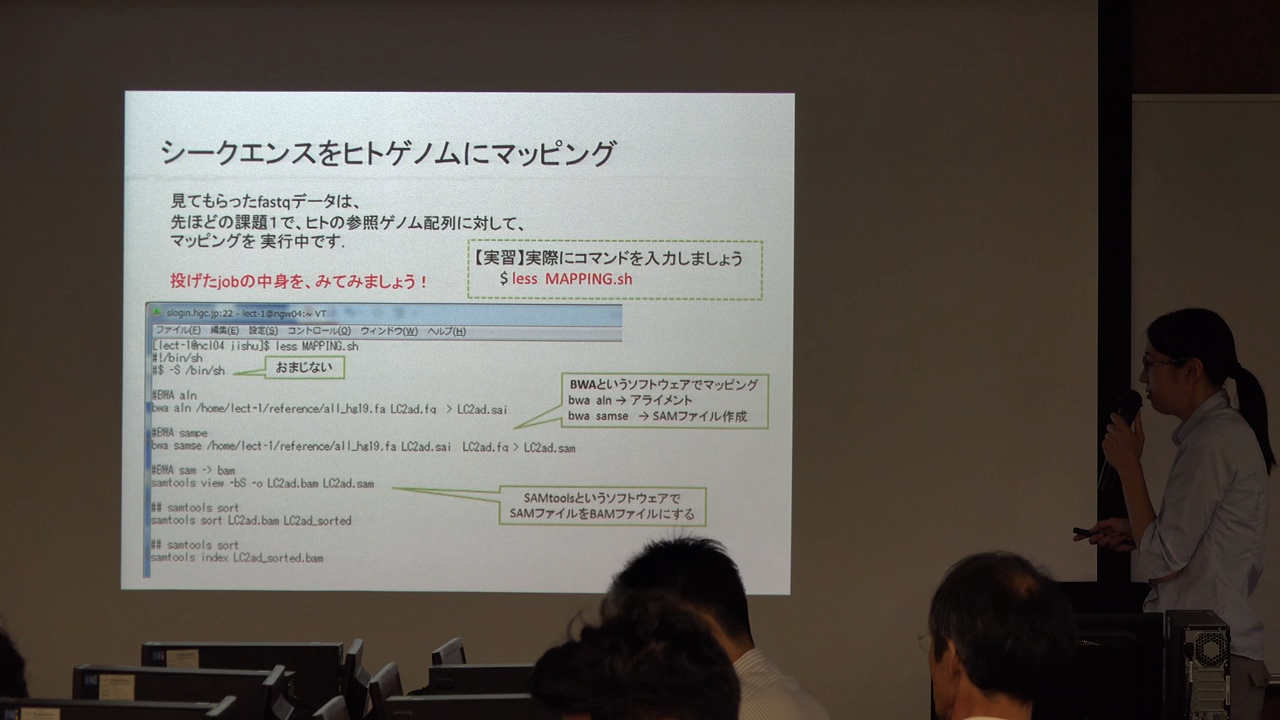 シークエンスをヒトゲノムにマッピング
見てもらったfastqデータは、
先ほどの課題１で、ヒトの参照ゲノム配列に対して、
マッピングを 実行中です.
【実習】実際にコマンドを入力しましょう
$ less MAPPING.sh
投げたjobの中身を、みてみましょう！
slogin.hgc.jp:22 - lect-1@ngw04:~ VT
ファイル(F) 編集(E) 設定(S) コントロール(O) ウィンドウ(W) ヘルプ(H)
[lect-1@ncl04 jishu]$ less MAPPING.sh
#!/bin/sh
#$ -S /bin/sh
おまじない
#BWA aln
bwa aln /home/lect-1/reference/all_hg19.fa LC2ad.fq > LC2ad.sai
BWAというソフトウェアでマッピング
bwa aln → アライメント
bwa samse → SAMファイル作成
#BWA sampe
bwa samse /home/lect-1/reference/all_hg19.fa LC2ad.sai LC2ad.fq > LC2ad.sam
#BWA sam -> bam
samtools view -bS -o LC2ad.bam LC2ad.sam
SAMtoolsというソフトウェアで
SAMファイルをBAMファイルにする
## samtools sort
samtools sort LC2ad.bam LC2ad_sorted
## samtools sort
samtools index LC2ad_sorted.bam